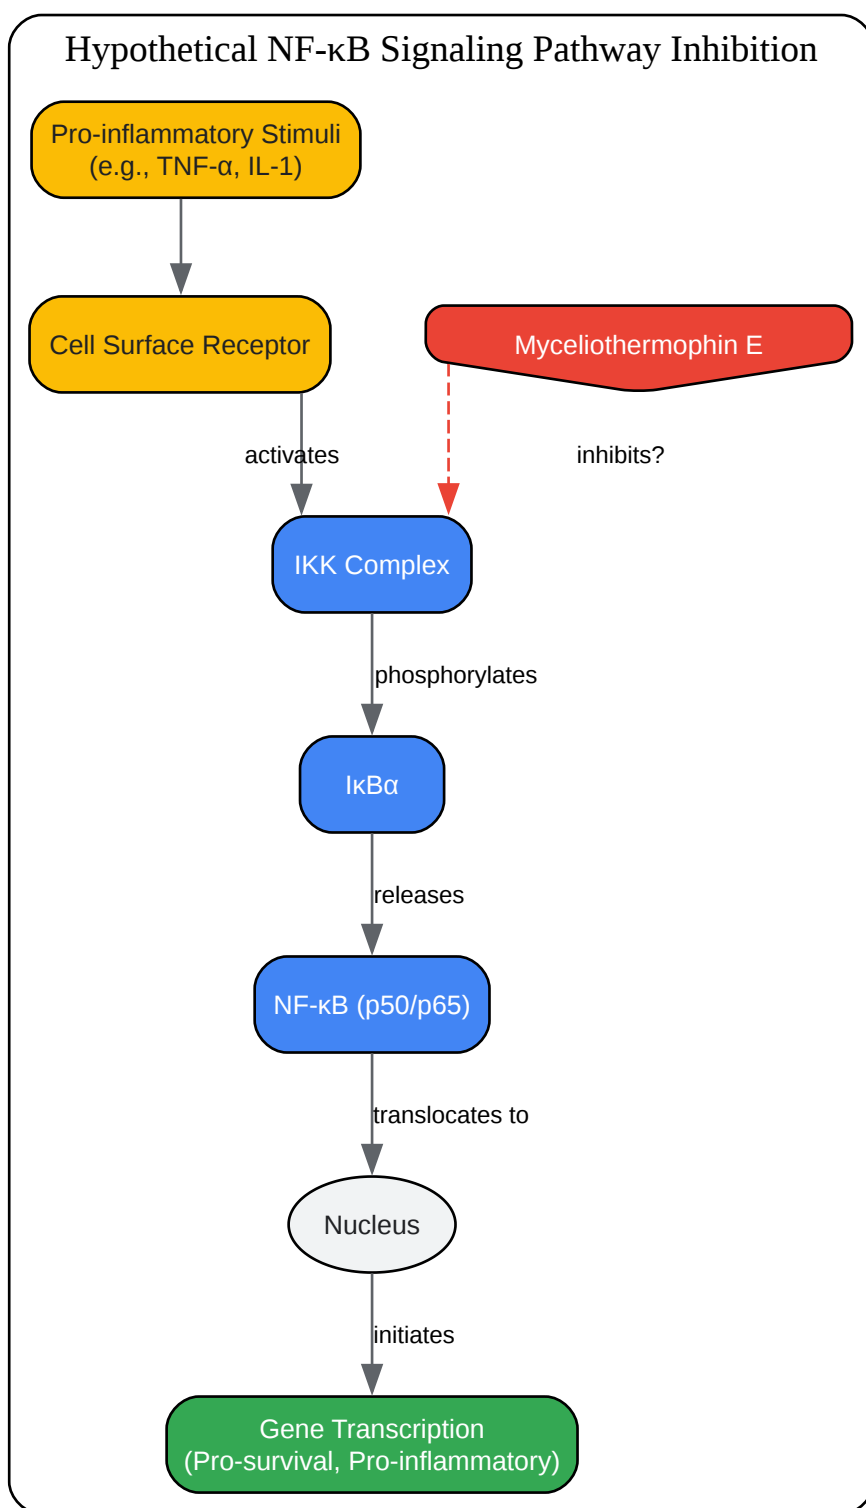 Hypothetical NF-κB Signaling Pathway Inhibition
Pro-inflammatory Stimuli
(e.g., TNF-α, IL-1)
Cell Surface Receptor
Myceliothermophin E
activates
inhibits?
IKK Complex
phosphorylates
IκBα
releases
NF-κB (p50/p65)
translocates to
Nucleus
initiates
Gene Transcription
(Pro-survival, Pro-inflammatory)